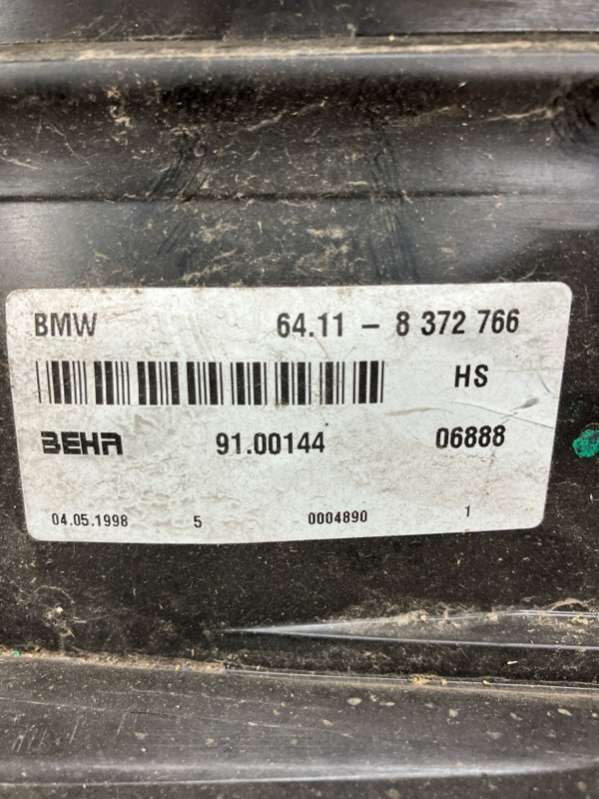 BMW 64.11 – 8 372 766
HS
BEHR 91.00144 06888
04.05.1998 5 0004890 1